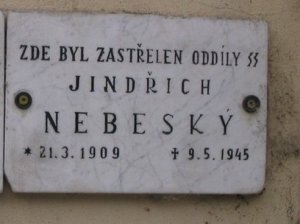 ZDE BYL ZASTŘELEN ODDÍLY SS
JINDŘICH
NEBESKÝ
* 21.3.1909 ✝ 9.5.1945